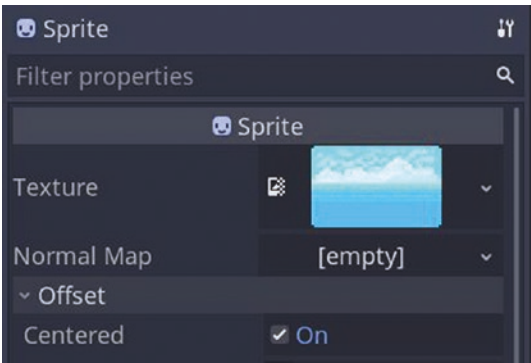 Sprite
Filter properties
Sprite
Texture
Normal Map [empty]
Offset
Centered On